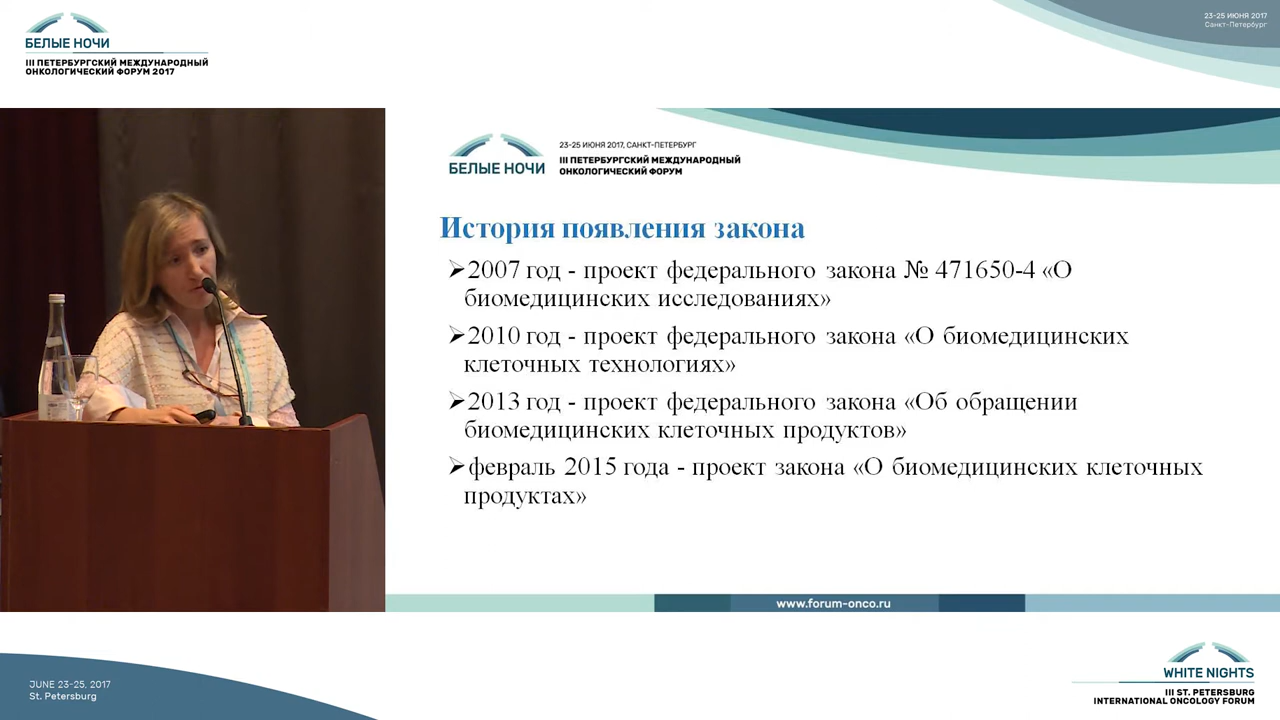 БЕЛЫЕ НОЧИ
III ПЕТЕРБУРГСКИЙ МЕЖДУНАРОДНЫЙ
ОНКОЛОГИЧЕСКИЙ ФОРУМ 2017
23-25 ИЮНЯ 2017
Санкт-Петербург
БЕЛЫЕ НОЧИ
23-25 ИЮНЯ 2017, САНКТ-ПЕТЕРБУРГ
III ПЕТЕРБУРГСКИЙ МЕЖДУНАРОДНЫЙ
ОНКОЛОГИЧЕСКИЙ ФОРУМ
История появления закона
➢2007 год - проект федерального закона № 471650-4 «О
биомедицинских исследованиях»
➢2010 год - проект федерального закона «О биомедицинских
клеточных технологиях»
➢2013 год - проект федерального закона «Об обращении
биомедицинских клеточных продуктов»
➢февраль 2015 года - проект закона «О биомедицинских клеточных
продуктах»
www.forum-onco.ru
JUNE 23-25, 2017
St. Petersburg
WHITE NIGHTS
III ST. PETERSBURG
INTERNATIONAL ONCOLOGY FORUM